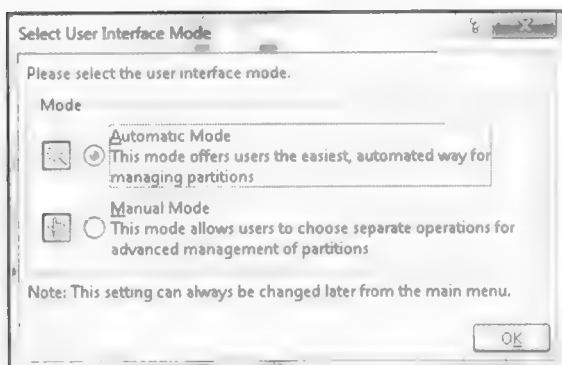 Select User Interface Mode
Please select the user interface mode.
Mode
Automatic Mode
This mode offers users the easiest, automated way for
managing partitions
Manual Mode
This mode allows users to choose separate operations for
advanced management of partitions
Note: This setting can always be changed later from the main menu.
OK